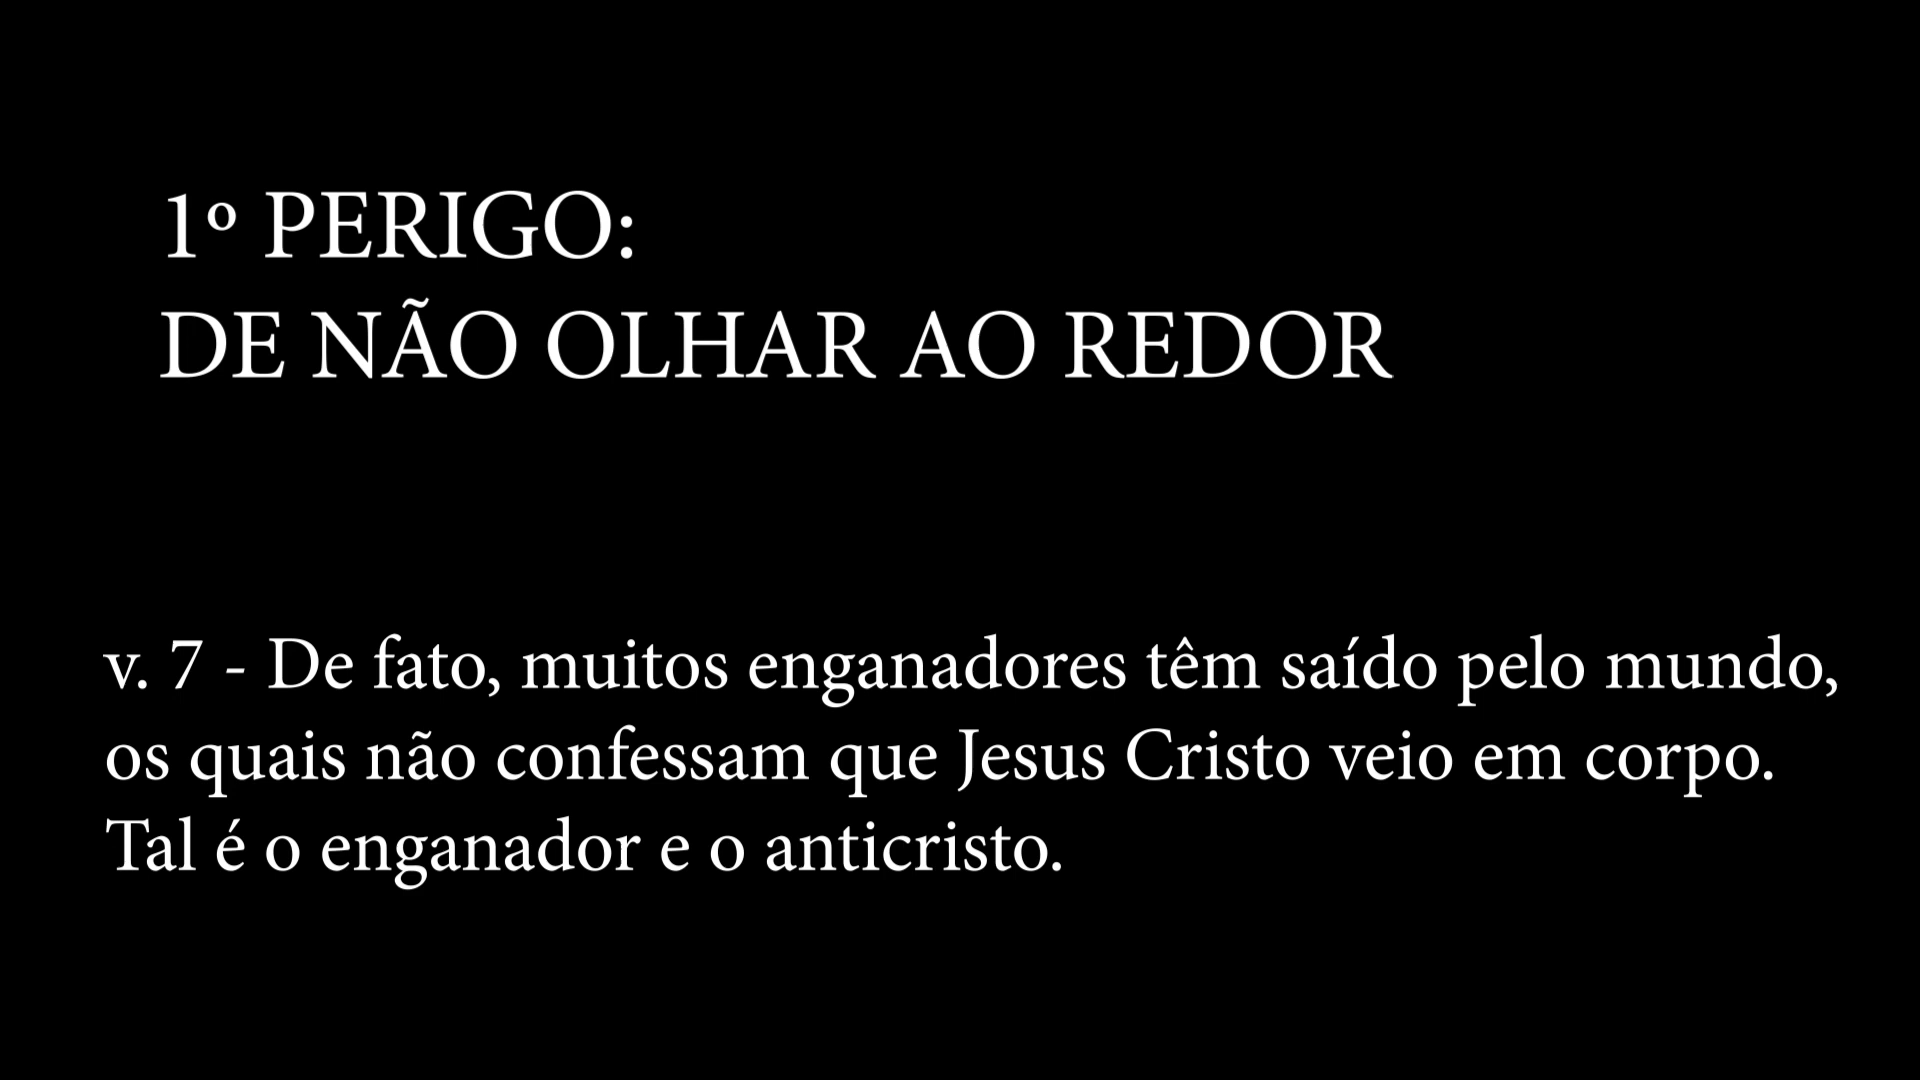 1º PERIGO:
DE NÃO OLHAR AO REDOR
v. 7 - De fato, muitos enganadores têm saído pelo mundo,
os quais não confessam que Jesus Cristo veio em corpo.
Tal é o enganador e o anticristo.